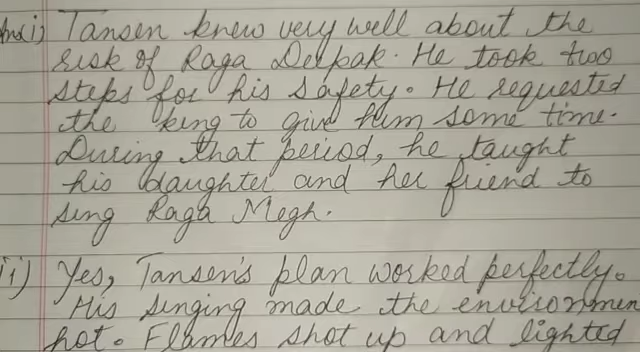 Ans i) Tansen knew very well about the
risk of Raga Deepak. He took two
steps for his safety. He requested
the king to give him some time.
During that period, he taught
his daughter and her friend to
sing Raga Megh.
ii) Yes, Tansen's plan worked perfectly.
His singing made the environmen
hot. Flames shot up and lighted